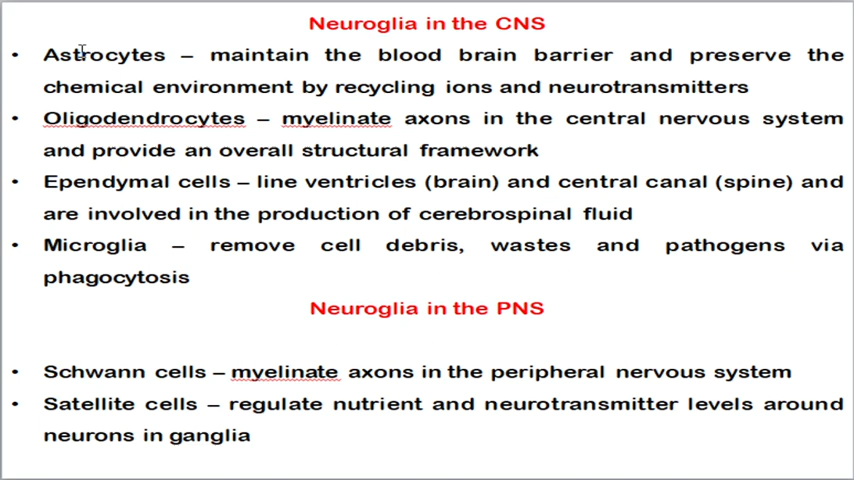 Neuroglia in the CNS
• Astrocytes – maintain the blood brain barrier and preserve the
chemical environment by recycling ions and neurotransmitters
• Oligodendrocytes – myelinate axons in the central nervous system
and provide an overall structural framework
• Ependymal cells – line ventricles (brain) and central canal (spine) and
are involved in the production of cerebrospinal fluid
• Microglia – remove cell debris, wastes and pathogens via
phagocytosis
Neuroglia in the PNS
• Schwann cells – myelinate axons in the peripheral nervous system
• Satellite cells – regulate nutrient and neurotransmitter levels around
neurons in ganglia